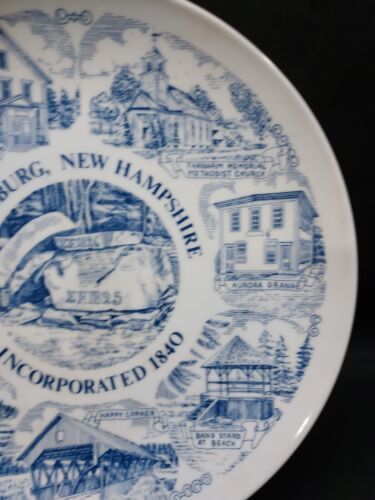 FARNHAM MEMORIAL
METHODIST CHURCH
BURG, NEW HAMPSHIRE
AURORA GRANGE
INCORPORATED 1840
HAPPY CORNER
BAND STAND
AT BEACH